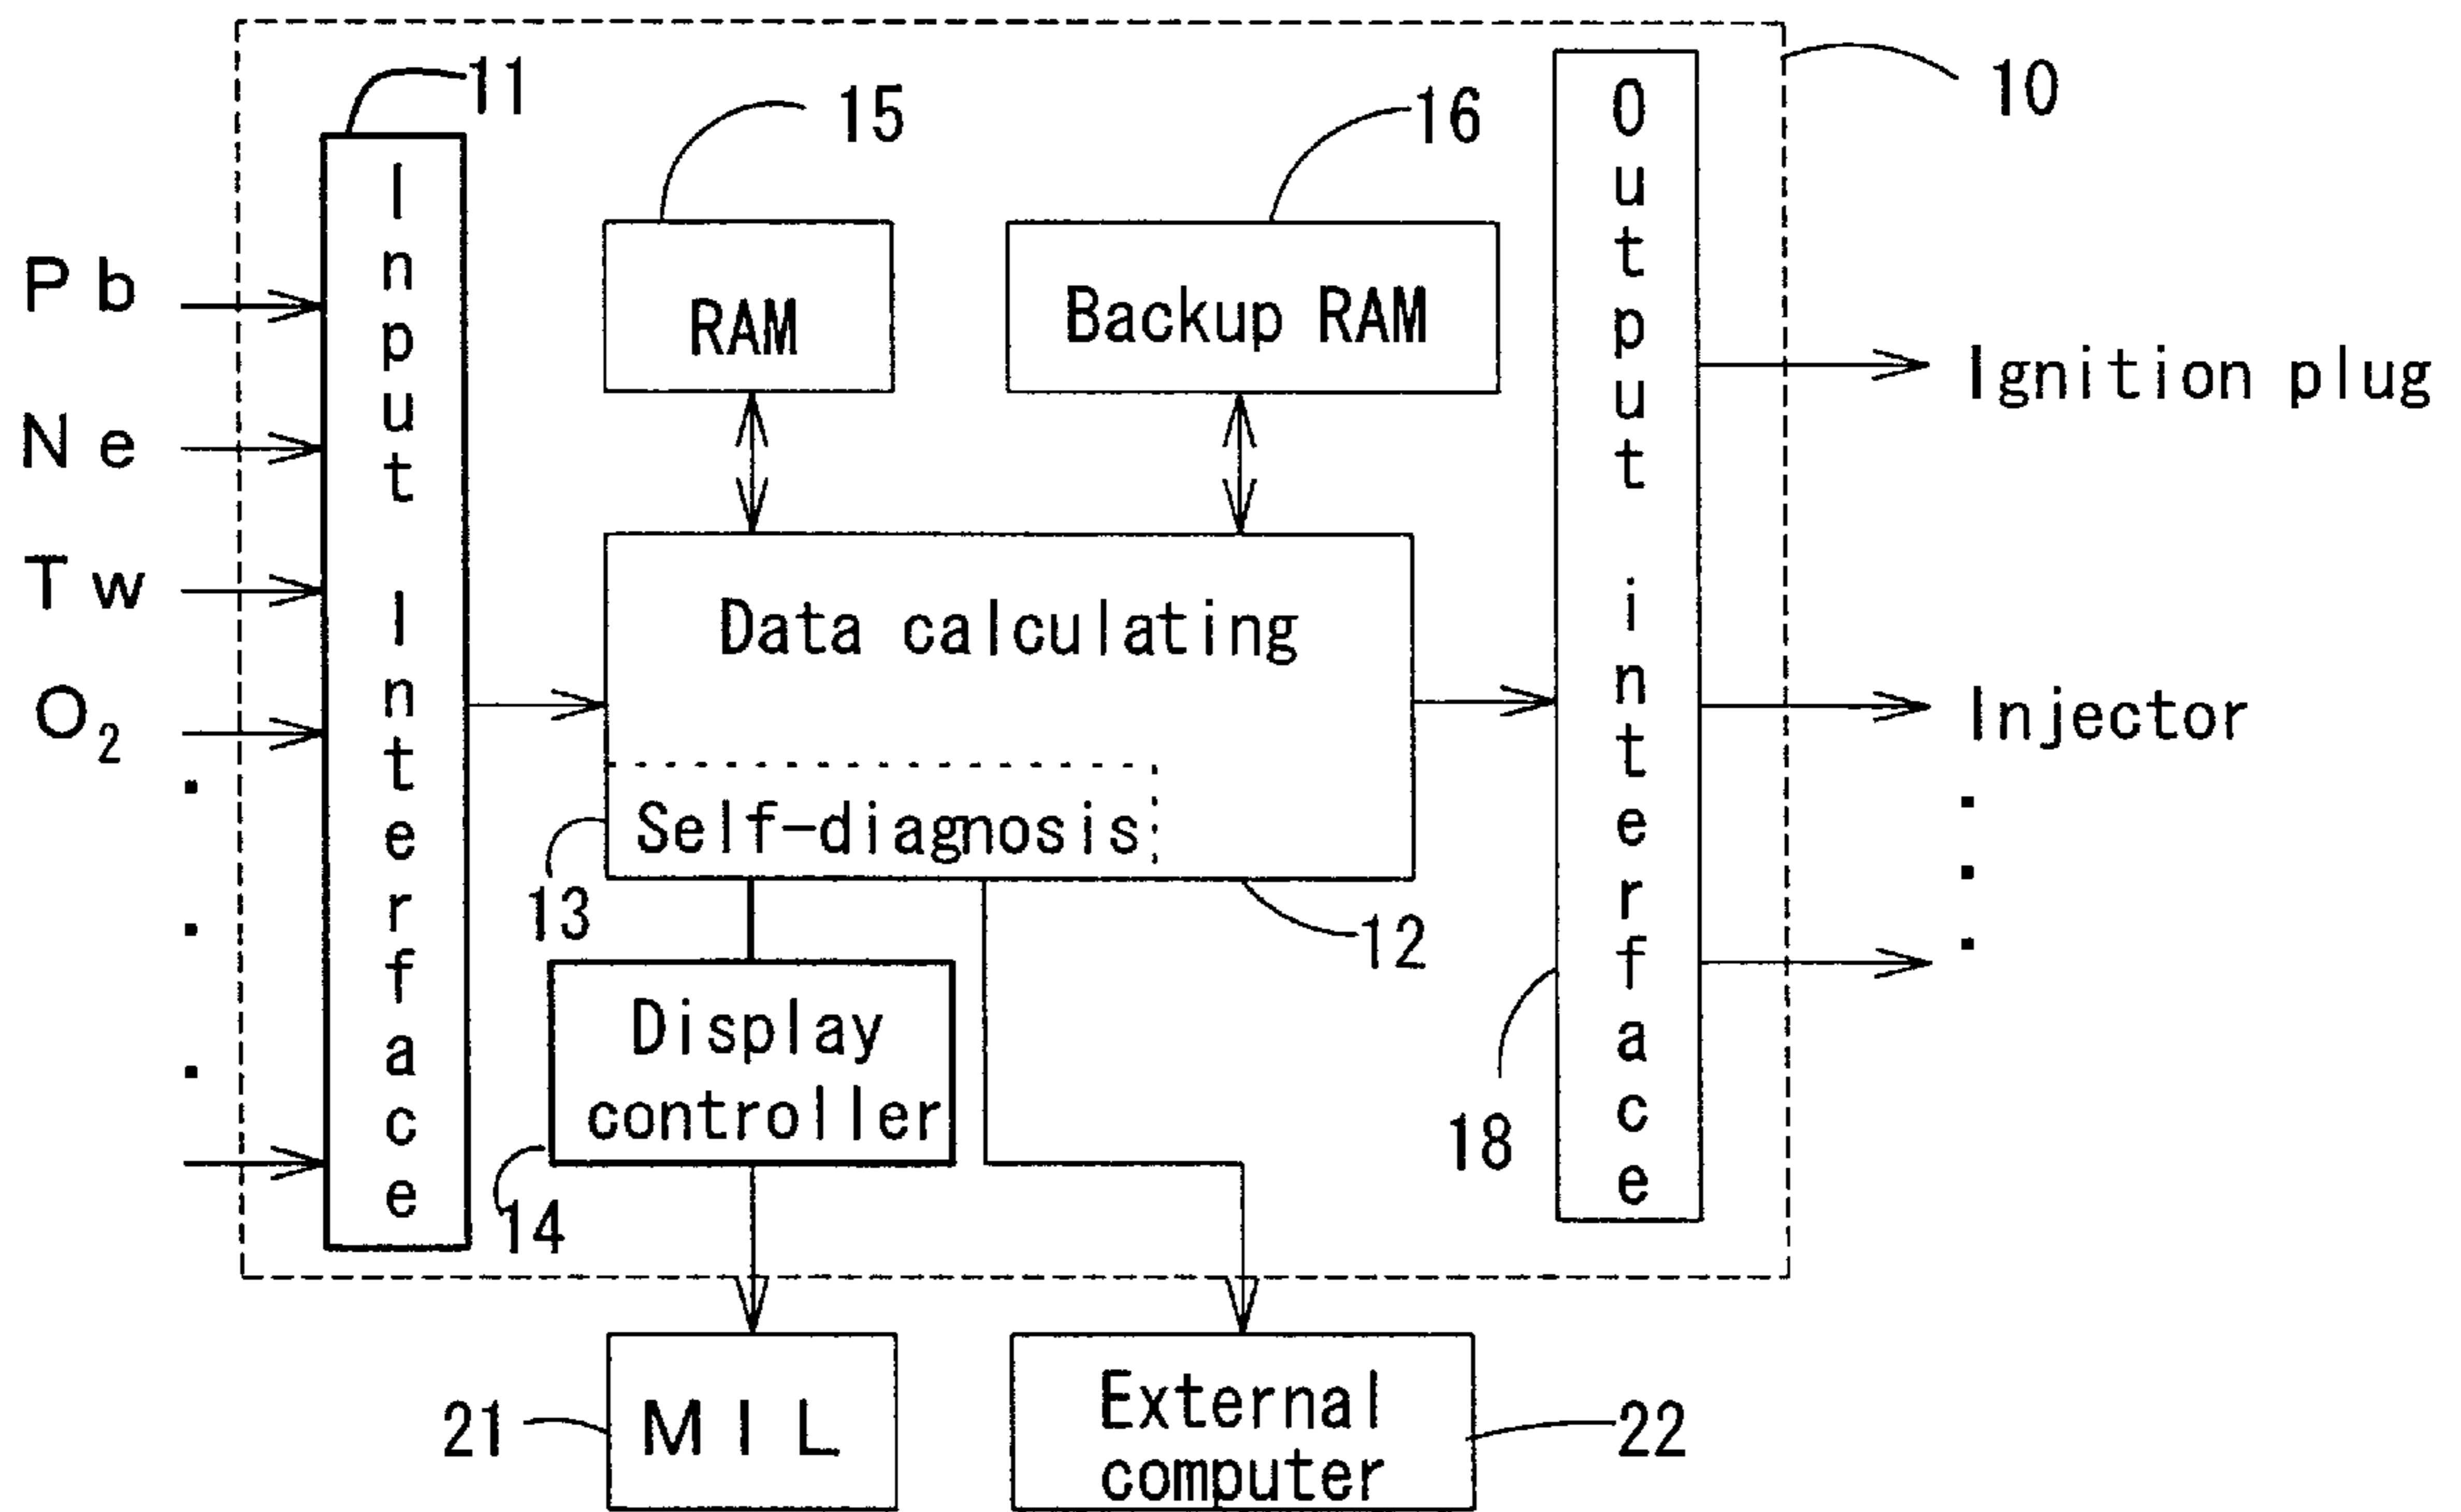 10
11
15
16
Input Interface
Output interface
Pb
Ne
Tw
O₂
RAM
Backup RAM
Ignition plug
Data calculating
Injector
Self-diagnosis
13
12
Display
controller
14
18
21
MIL
External
computer
22